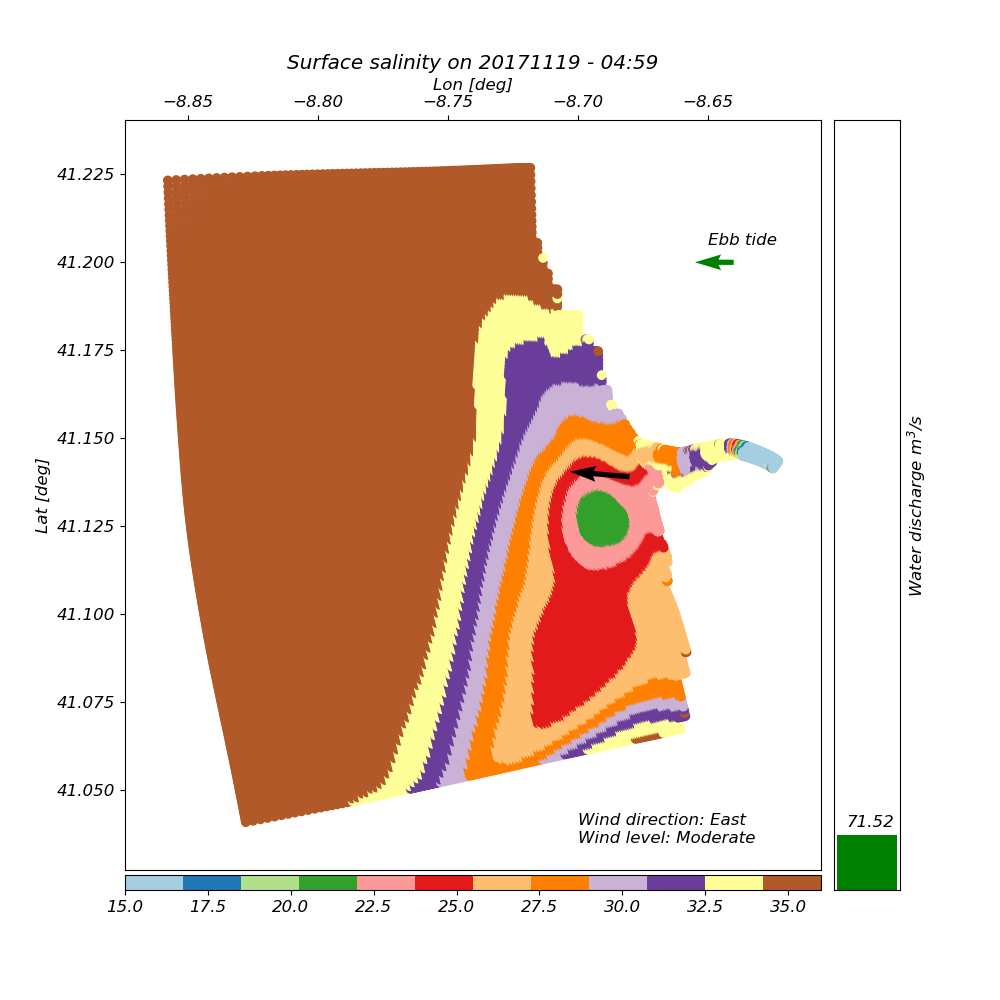 Surface salinity on 20171119 - 04:59
Lon [deg]
−8.85 −8.80 −8.75 −8.70 −8.65
41.225
41.200
41.175
41.150
41.125
41.100
41.075
41.050
Lat [deg]
Ebb tide
Wind direction: East
Wind level: Moderate
Water discharge m³/s
71.52
15.0 17.5 20.0 22.5 25.0 27.5 30.0 32.5 35.0